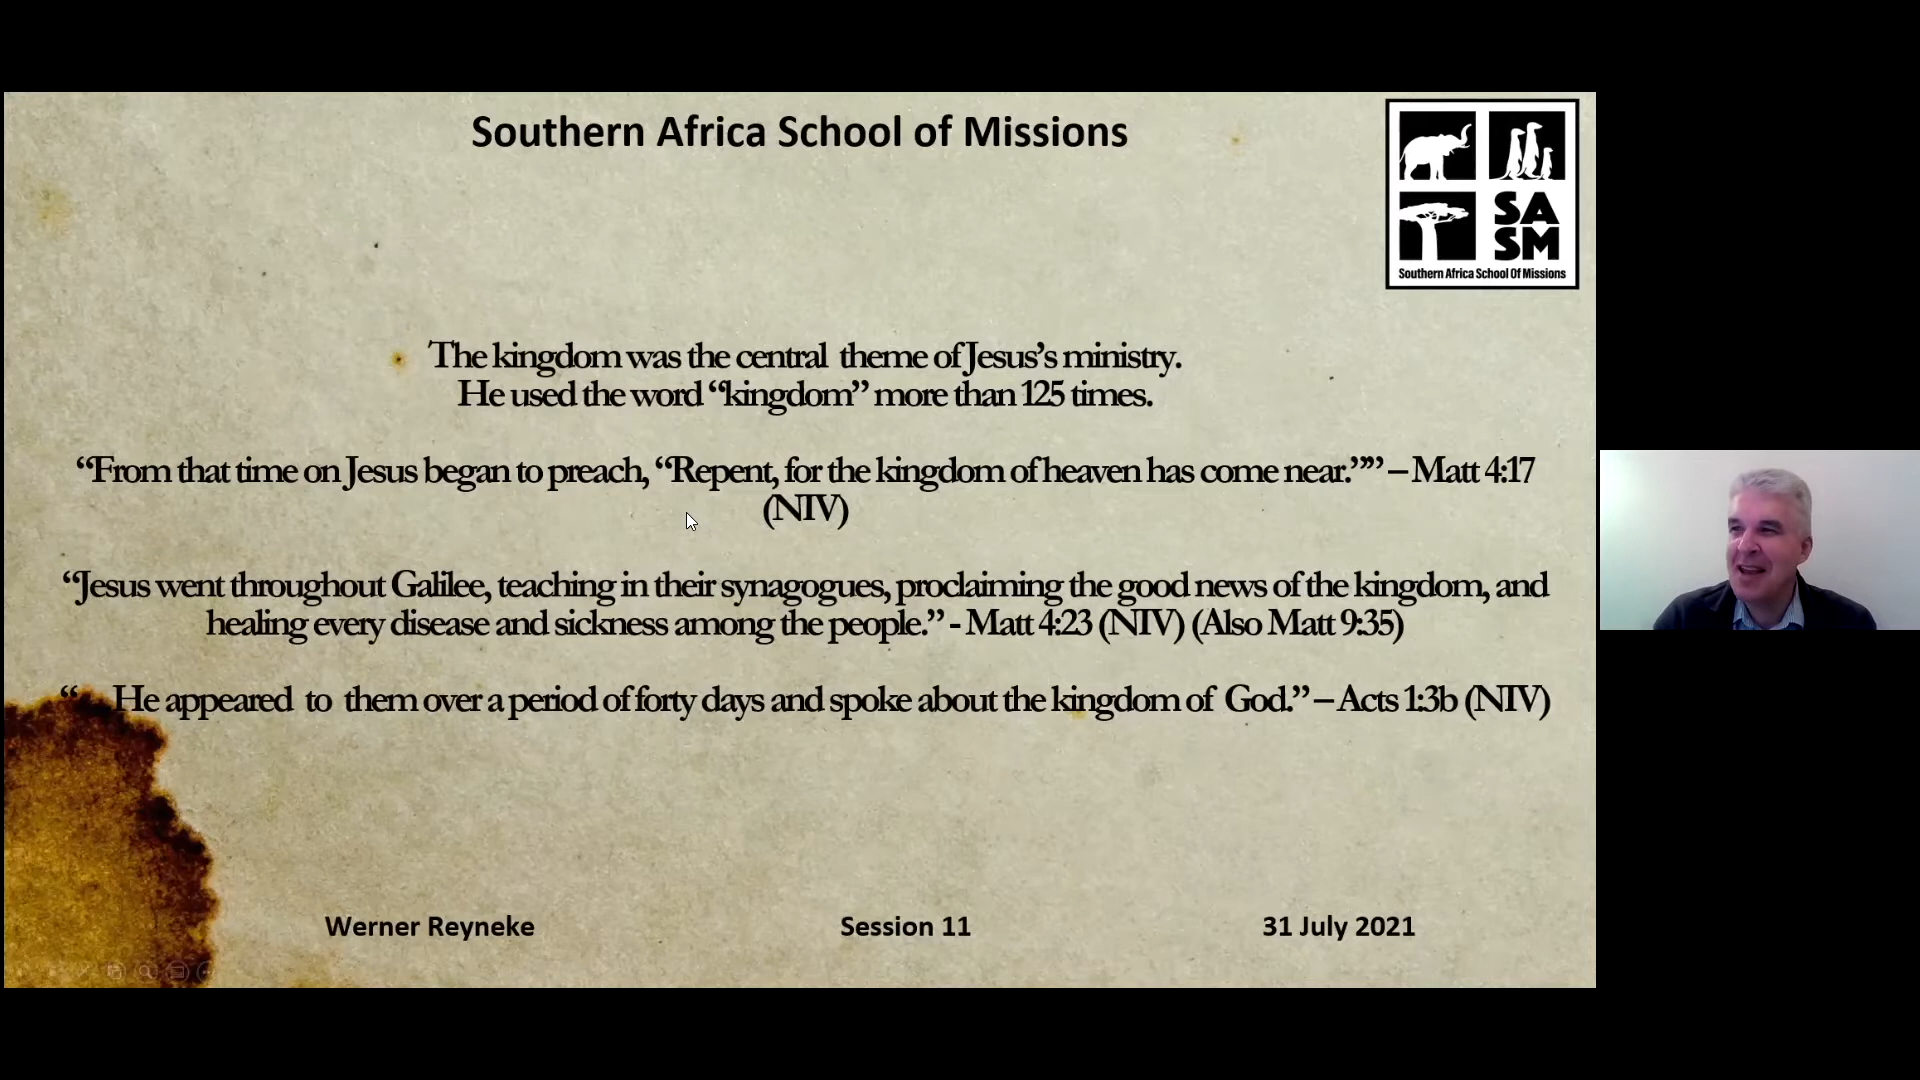 Southern Africa School of Missions
SA
SM
Southern Africa School Of Missions
The kingdom was the central theme of Jesus’s ministry.
He used the word “kingdom” more than 125 times.
“From that time on Jesus began to preach, “Repent, for the kingdom of heaven has come near.”” – Matt 4:17
(NIV)
“Jesus went throughout Galilee, teaching in their synagogues, proclaiming the good news of the kingdom, and
healing every disease and sickness among the people.” - Matt 4:23 (NIV) (Also Matt 9:35)
“ He appeared to them over a period of forty days and spoke about the kingdom of God.” – Acts 1:3b (NIV)
Werner Reyneke
Session 11
31 July 2021